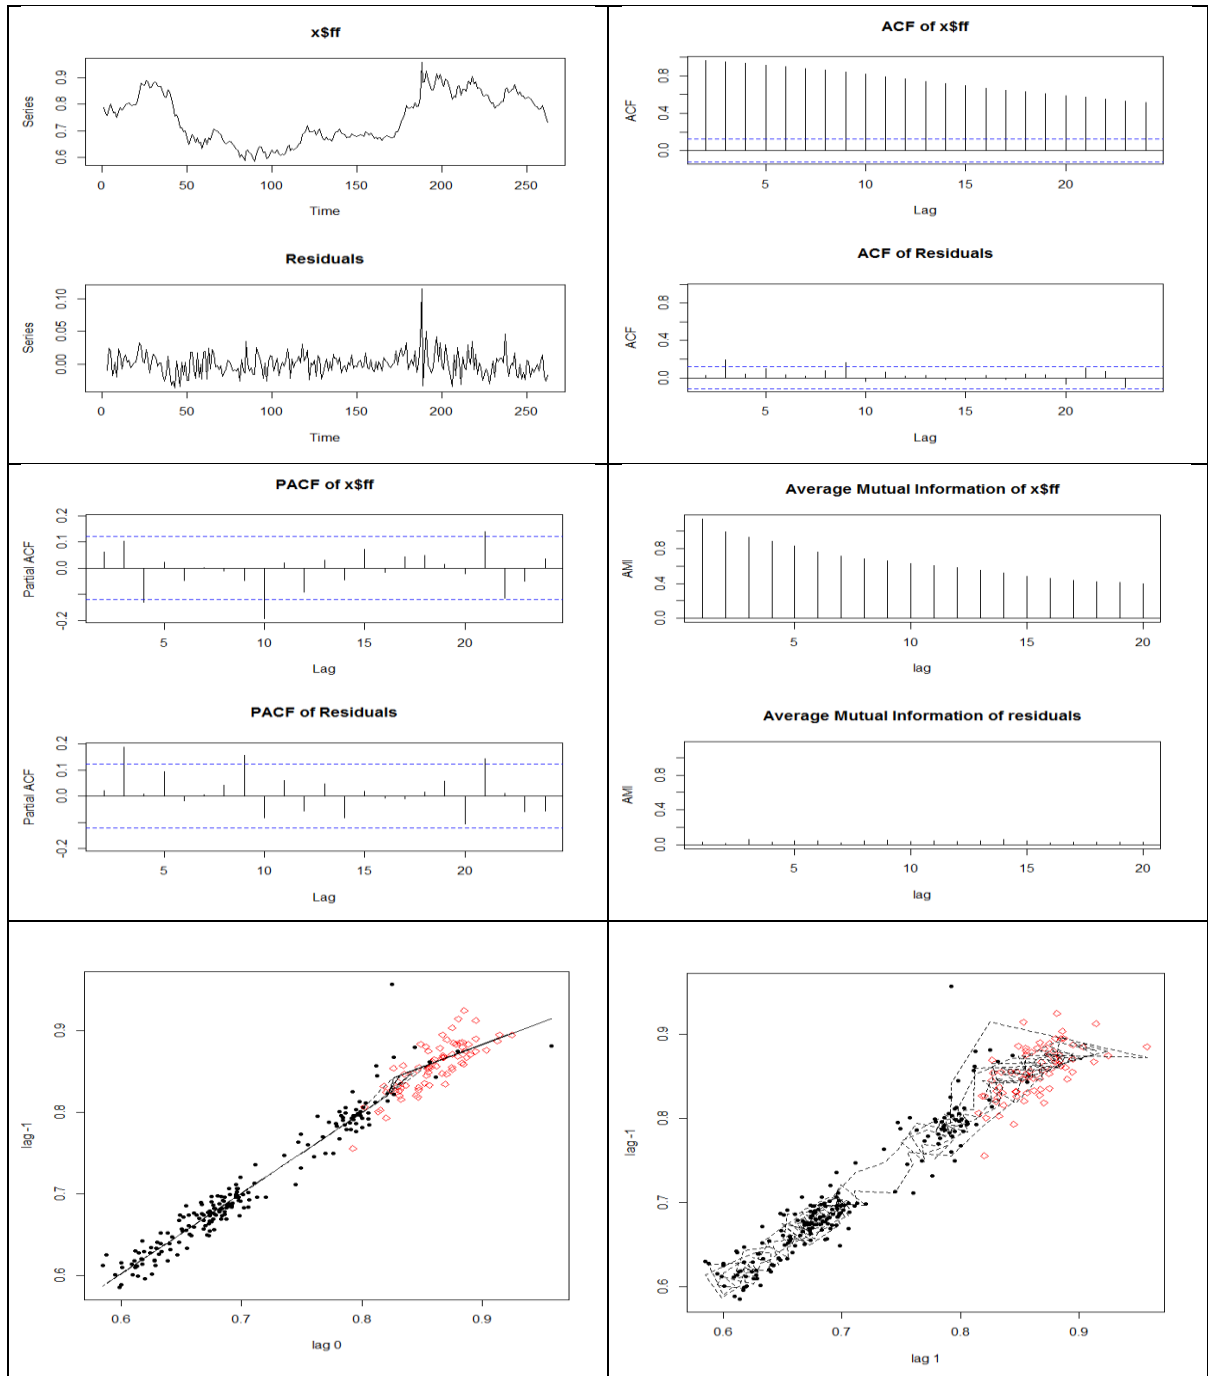 x$ff
Series
0.6 0.7 0.8 0.9
0 50 100 150 200 250
Time
Residuals
Series
0.00 0.05 0.10
0 50 100 150 200 250
Time
ACF of x$ff
ACF
0.0 0.4 0.8
5 10 15 20
Lag
ACF of Residuals
ACF
0.0 0.4 0.8
5 10 15 20
Lag
PACF of x$ff
Partial ACF
-0.2 0.0 0.1 0.2
5 10 15 20
Lag
PACF of Residuals
Partial ACF
-0.2 0.0 0.1 0.2
5 10 15 20
Lag
Average Mutual Information of x$ff
AMI
0.0 0.4 0.8
5 10 15 20
lag
Average Mutual Information of residuals
AMI
0.0 0.4 0.8
5 10 15 20
lag
lag -1
0.6 0.7 0.8 0.9
0.6 0.7 0.8 0.9
lag 0
lag -1
0.6 0.7 0.8 0.9
0.6 0.7 0.8 0.9
lag 1